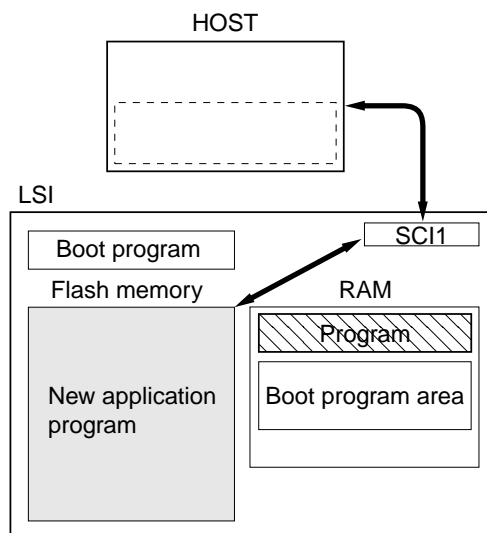 HOST
LSI
SCI1
Boot program
Flash memory
RAM
Program
New application
program
Boot program area